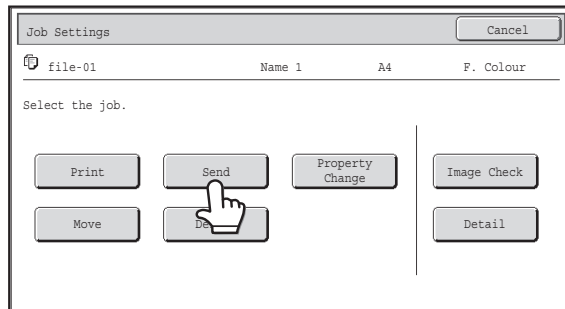 Job Settings
Cancel
file-01 Name 1 A4 F. Colour
Select the job.
Print
Send
Property
Change
Image Check
Move
Detail